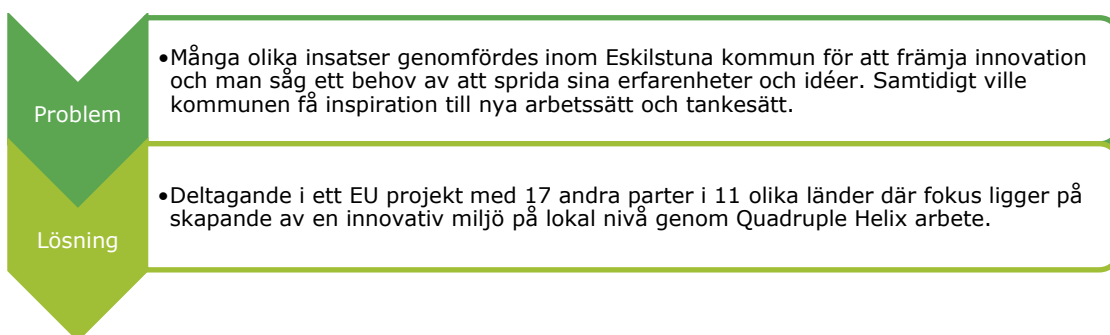 Problem
•Många olika insatser genomfördes inom Eskilstuna kommun för att främja innovation
och man såg ett behov av att sprida sina erfarenheter och idéer. Samtidigt ville
kommunen få inspiration till nya arbetssätt och tankesätt.
Lösning
•Deltagande i ett EU projekt med 17 andra parter i 11 olika länder där fokus ligger på
skapande av en innovativ miljö på lokal nivå genom Quadruple Helix arbete.